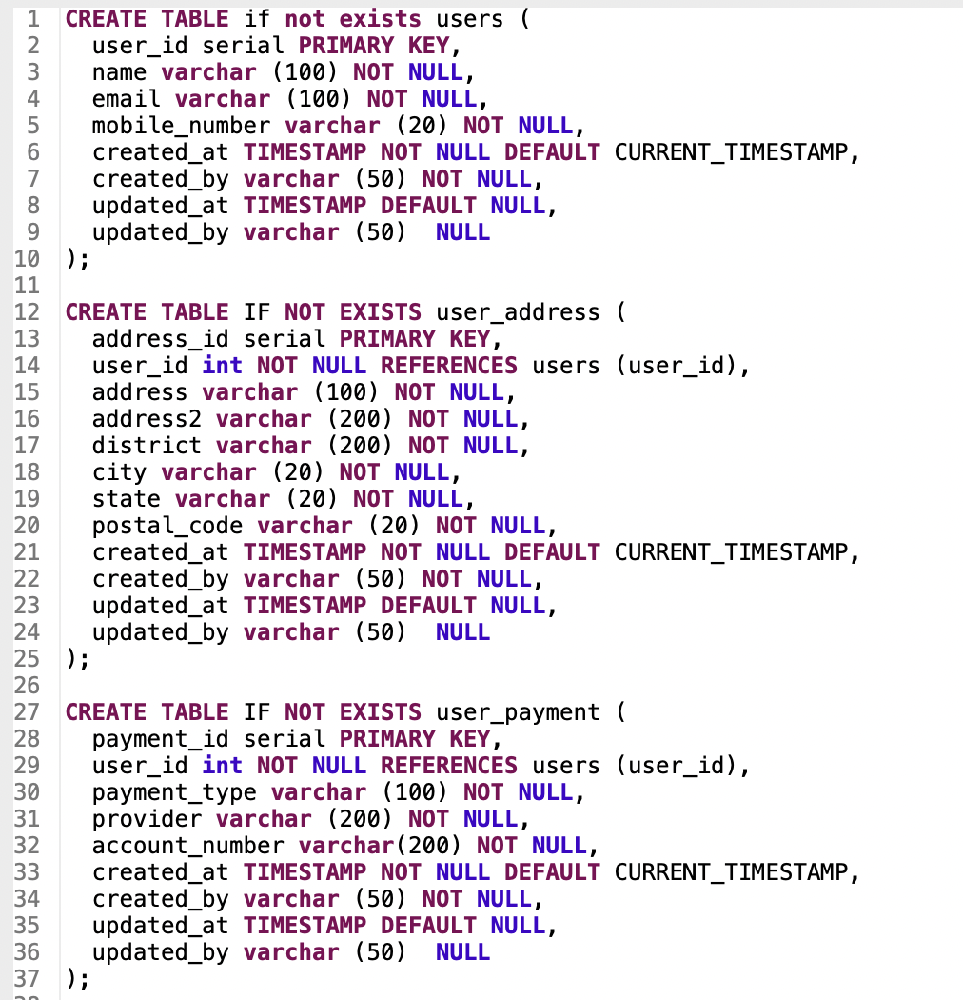 1 CREATE TABLE if not exists users (
2 user_id serial PRIMARY KEY,
3 name varchar (100) NOT NULL,
4 email varchar (100) NOT NULL,
5 mobile_number varchar (20) NOT NULL,
6 created_at TIMESTAMP NOT NULL DEFAULT CURRENT_TIMESTAMP,
7 created_by varchar (50) NOT NULL,
8 updated_at TIMESTAMP DEFAULT NULL,
9 updated_by varchar (50)  NULL
10 );
11
12 CREATE TABLE IF NOT EXISTS user_address (
13 address_id serial PRIMARY KEY,
14 user_id int NOT NULL REFERENCES users (user_id),
15 address varchar (100) NOT NULL,
16 address2 varchar (200) NOT NULL,
17 district varchar (200) NOT NULL,
18 city varchar (20) NOT NULL,
19 state varchar (20) NOT NULL,
20 postal_code varchar (20) NOT NULL,
21 created_at TIMESTAMP NOT NULL DEFAULT CURRENT_TIMESTAMP,
22 created_by varchar (50) NOT NULL,
23 updated_at TIMESTAMP DEFAULT NULL,
24 updated_by varchar (50)  NULL
25 );
26
27 CREATE TABLE IF NOT EXISTS user_payment (
28 payment_id serial PRIMARY KEY,
29 user_id int NOT NULL REFERENCES users (user_id),
30 payment_type varchar (100) NOT NULL,
31 provider varchar (200) NOT NULL,
32 account_number varchar(200) NOT NULL,
33 created_at TIMESTAMP NOT NULL DEFAULT CURRENT_TIMESTAMP,
34 created_by varchar (50) NOT NULL,
35 updated_at TIMESTAMP DEFAULT NULL,
36 updated_by varchar (50)  NULL
37 );